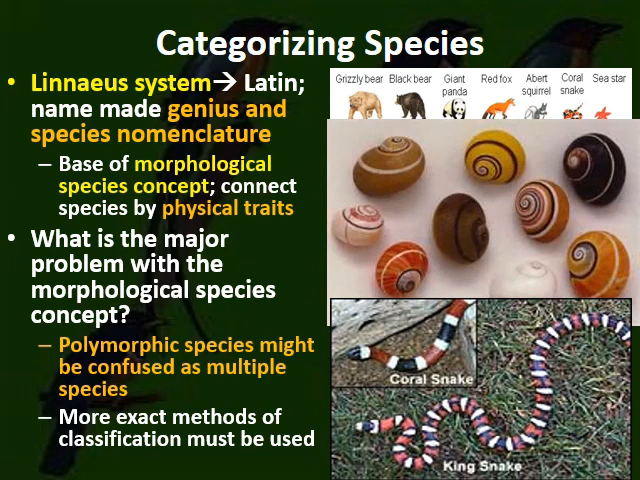 Categorizing Species
• Linnaeus system→ Latin;
name made genius and
species nomenclature
– Base of morphological
species concept; connect
species by physical traits
• What is the major
problem with the
morphological species
concept?
– Polymorphic species might
be confused as multiple
species
– More exact methods of
classification must be used
Grizzly bear Black bear Giant panda Red fox Abert squirrel Coral snake Sea star
Coral Snake
King Snake